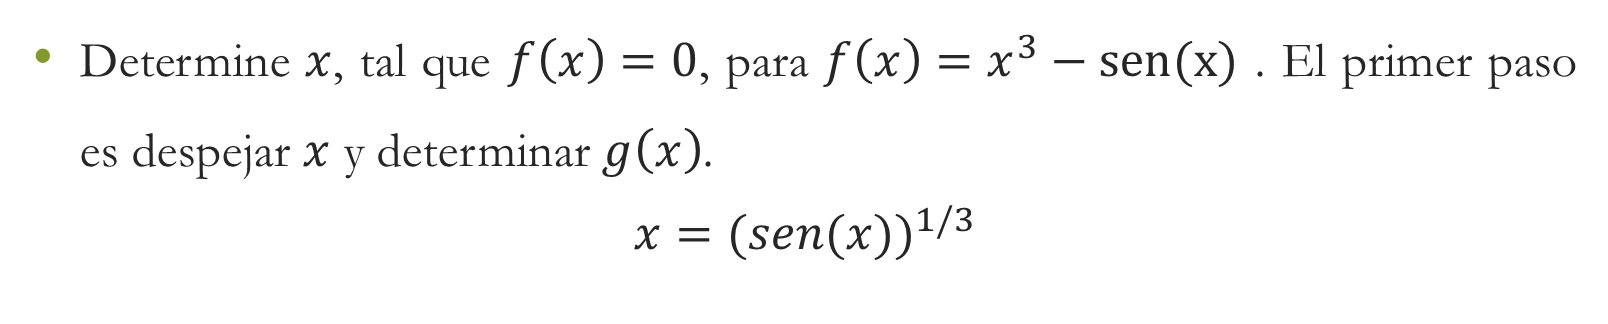 • Determine x, tal que f(x) = 0, para f(x) = x³ − sen(x) . El primer paso
es despejar x y determinar g(x).
x = (sen(x))^{1/3}